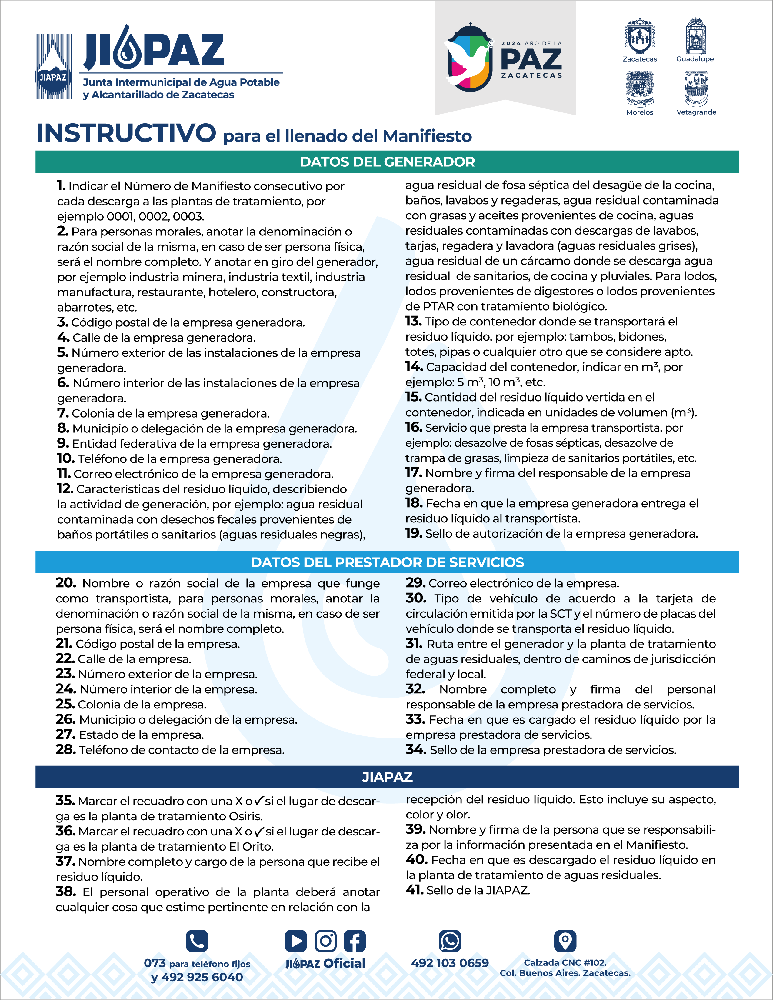 JIAPAZ
JIAPAZ
Junta Intermunicipal de Agua Potable
y Alcantarillado de Zacatecas
2024 AÑO DE LA
PAZ
ZACATECAS
Zacatecas
Guadalupe
Morelos
Vetagrande
INSTRUCTIVO para el llenado del Manifiesto
DATOS DEL GENERADOR
1. Indicar el Número de Manifiesto consecutivo por
cada descarga a las plantas de tratamiento, por
ejemplo 0001, 0002, 0003.
2. Para personas morales, anotar la denominación o
razón social de la misma, en caso de ser persona física,
será el nombre completo. Y anotar en giro del generador,
por ejemplo industria minera, industria textil, industria
manufactura, restaurante, hotelero, constructora,
abarrotes, etc.
3. Código postal de la empresa generadora.
4. Calle de la empresa generadora.
5. Número exterior de las instalaciones de la empresa
generadora.
6. Número interior de las instalaciones de la empresa
generadora.
7. Colonia de la empresa generadora.
8. Municipio o delegación de la empresa generadora.
9. Entidad federativa de la empresa generadora.
10. Teléfono de la empresa generadora.
11. Correo electrónico de la empresa generadora.
12. Características del residuo líquido, describiendo
la actividad de generación, por ejemplo: agua residual
contaminada con desechos fecales provenientes de
baños portátiles o sanitarios (aguas residuales negras),
agua residual de fosa séptica del desagüe de la cocina,
baños, lavabos y regaderas, agua residual contaminada
con grasas y aceites provenientes de cocina, aguas
residuales contaminadas con descargas de lavabos,
tarjas, regadera y lavadora (aguas residuales grises),
agua residual de un cárcamo donde se descarga agua
residual de sanitarios, de cocina y pluviales. Para lodos,
lodos provenientes de digestores o lodos provenientes
de PTAR con tratamiento biológico.
13. Tipo de contenedor donde se transportará el
residuo líquido, por ejemplo: tambos, bidones,
totes, pipas o cualquier otro que se considere apto.
14. Capacidad del contenedor, indicar en m³, por
ejemplo: 5 m³, 10 m³, etc.
15. Cantidad del residuo líquido vertida en el
contenedor, indicada en unidades de volumen (m³).
16. Servicio que presta la empresa transportista, por
ejemplo: desazolve de fosas sépticas, desazolve de
trampa de grasas, limpieza de sanitarios portátiles, etc.
17. Nombre y firma del responsable de la empresa
generadora.
18. Fecha en que la empresa generadora entrega el
residuo líquido al transportista.
19. Sello de autorización de la empresa generadora.
DATOS DEL PRESTADOR DE SERVICIOS
20. Nombre o razón social de la empresa que funge
como transportista, para personas morales, anotar la
denominación o razón social de la misma, en caso de ser
persona física, será el nombre completo.
21. Código postal de la empresa.
22. Calle de la empresa.
23. Número exterior de la empresa.
24. Número interior de la empresa.
25. Colonia de la empresa.
26. Municipio o delegación de la empresa.
27. Estado de la empresa.
28. Teléfono de contacto de la empresa.
29. Correo electrónico de la empresa.
30. Tipo de vehículo de acuerdo a la tarjeta de
circulación emitida por la SCT y el número de placas del
vehículo donde se transporta el residuo líquido.
31. Ruta entre el generador y la planta de tratamiento
de aguas residuales, dentro de caminos de jurisdicción
federal y local.
32. Nombre completo y firma del personal
responsable de la empresa prestadora de servicios.
33. Fecha en que es cargado el residuo líquido por la
empresa prestadora de servicios.
34. Sello de la empresa prestadora de servicios.
JIAPAZ
35. Marcar el recuadro con una X o ✓ si el lugar de descar-
ga es la planta de tratamiento Osiris.
36. Marcar el recuadro con una X o ✓ si el lugar de descar-
ga es la planta de tratamiento El Orito.
37. Nombre completo y cargo de la persona que recibe el
residuo líquido.
38. El personal operativo de la planta deberá anotar
cualquier cosa que estime pertinente en relación con la
recepción del residuo líquido. Esto incluye su aspecto,
color y olor.
39. Nombre y firma de la persona que se responsabili-
za por la información presentada en el Manifiesto.
40. Fecha en que es descargado el residuo líquido en
la planta de tratamiento de aguas residuales.
41. Sello de la JIAPAZ.
073 para teléfono fijos
y 492 925 6040
JIAPAZ Oficial
492 103 0659
Calzada CNC #102.
Col. Buenos Aires. Zacatecas.